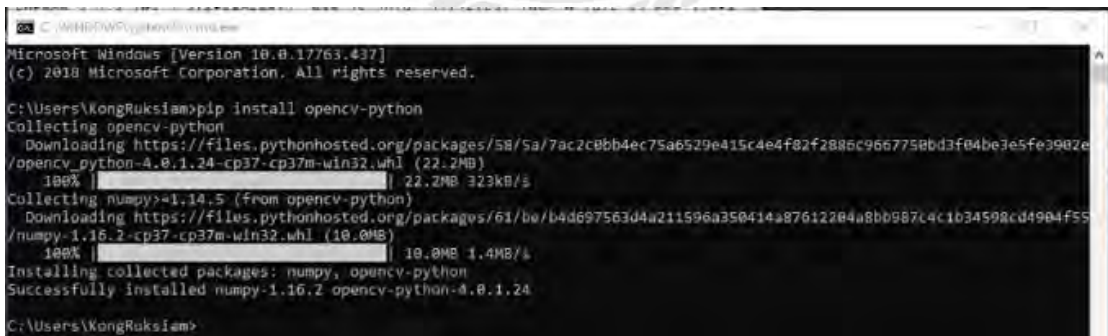 Microsoft Windows [Version 10.0.17763.437]
(c) 2018 Microsoft Corporation. All rights reserved.
C:\Users\KongRuksiam>pip install opencv-python
Collecting opencv-python
Downloading https://files.pythonhosted.org/packages/58/5a/7ac2c0bb4ec75a6529e415c4e4f82f2886c9667750bd3f04be3e5fe3902e
/opencv_python-4.0.1.24-cp37-cp37m-win32.whl (22.2MB)
100% 22.2MB 323kB/s
Collecting numpy>=1.14.5 (from opencv-python)
Downloading https://files.pythonhosted.org/packages/61/be/b4d697563d4a211596a350414a87612204a8bb987c4c1b34598cd4904f55
/numpy-1.16.2-cp37-cp37m-win32.whl (10.0MB)
100% 10.0MB 1.4MB/s
Installing collected packages: numpy, opencv-python
Successfully installed numpy-1.16.2 opencv-python-4.0.1.24
C:\Users\KongRuksiam>